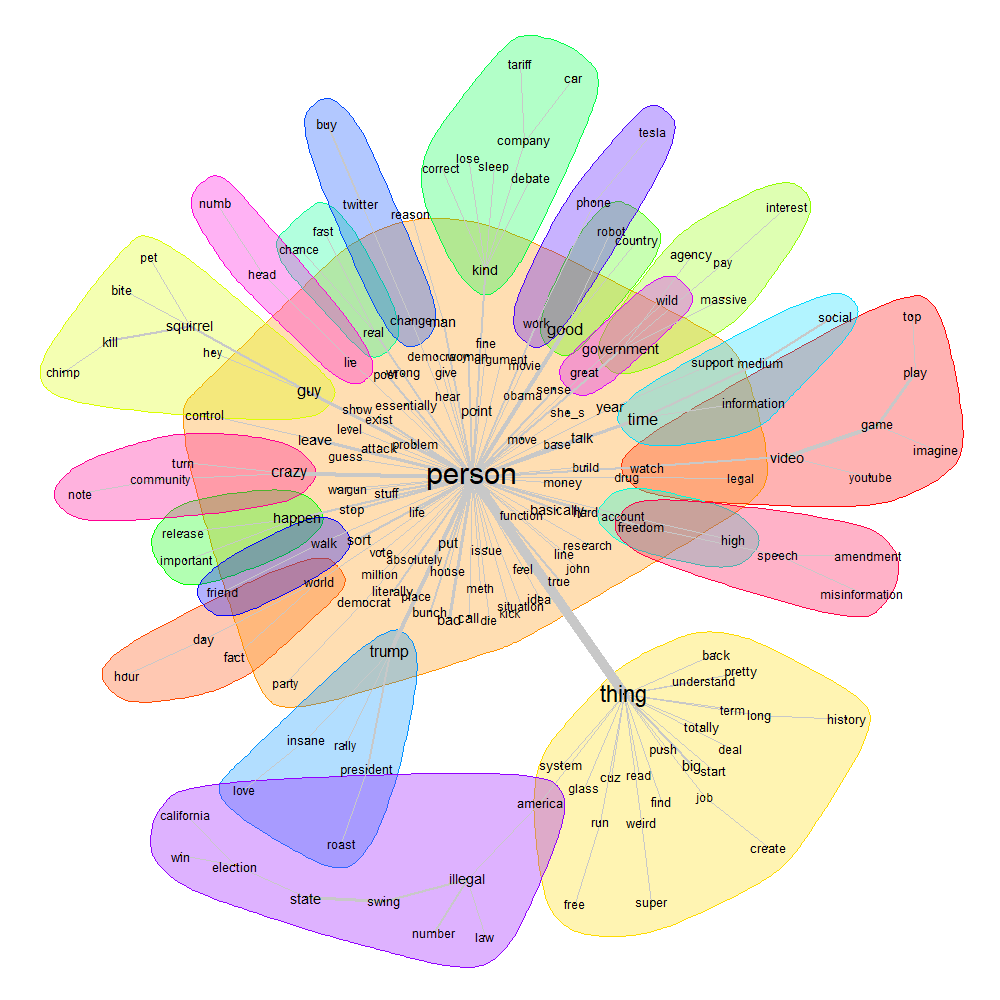 tariff
car
buy
tesla
company
lose
sleep
correct
debate
numb
twitter
reason
phone
interest
fast
chance
robot
country
agency
pay
pet
head
kind
wild
massive
bite
squirrel
real
change
man
work
good
social
top
kill
hey
lire
democracy
woman
fine
argument
movie
government
support
medium
chimp
guy
poor
wrong
give
great
play
control
show
essentially
exist
hear
point
obama
sense
she_s
year
time
information
level
leave
attack
problem
guess
move
base
talk
game
imagine
turn
community
crazy
person
build
watch
video
note
wargun
stuff
money
drug
legal
youtube
release
happen
stop
life
function
basically
hard
account
freedom
important
walk
sort
vote
absolutely
put
issue
line
research
high
speech
amendment
friend
world
million
literally
house
meth
feel
john
true
misinformation
democrat
place
bunch
bad
call
die
situation
kick
idea
day
fact
hour
party
trump
thing
back
pretty
understand
insane
rally
president
term
long
history
totally
push
deal
love
system
glass
cuz
read
big
start
california
america
find
job
roast
run
weird
create
win
election
state
swing
illegal
free
super
number
law